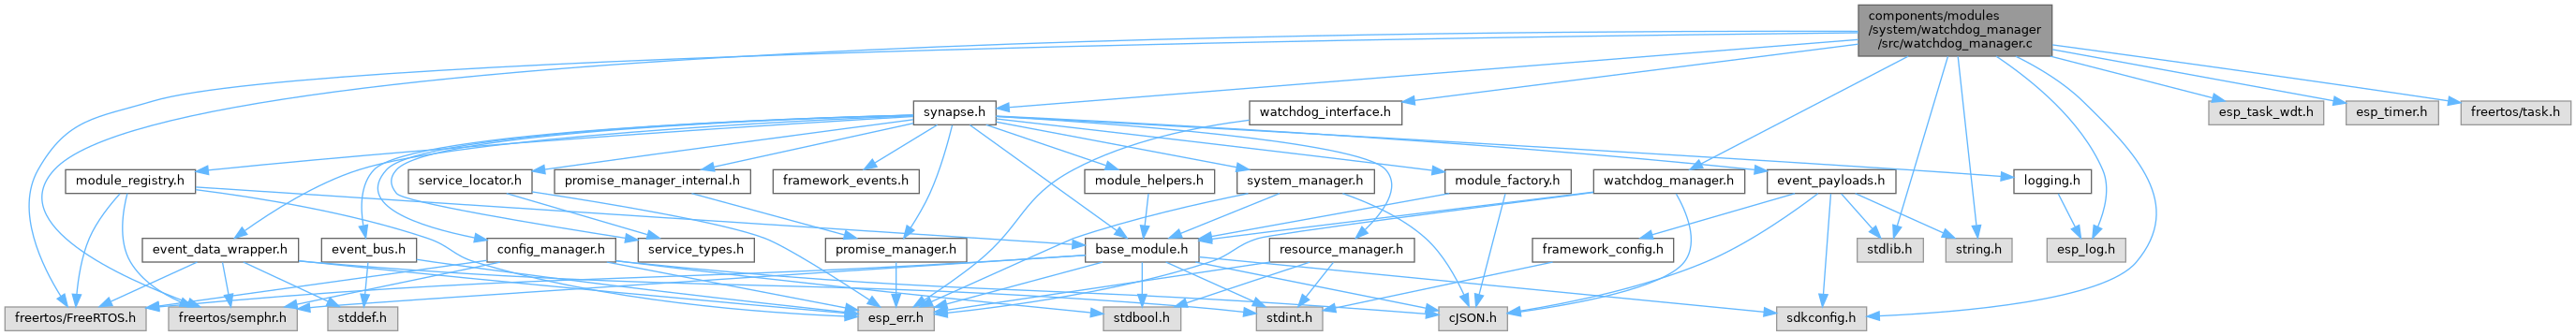 components/modules
/system/watchdog_manager
/src/watchdog_manager.c
synapse.h
watchdog_interface.h
esp_task_wdt.h
esp_timer.h
freertos/task.h
module_registry.h
service_locator.h
promise_manager_internal.h
framework_events.h
module_helpers.h
system_manager.h
module_factory.h
watchdog_manager.h
event_payloads.h
logging.h
event_data_wrapper.h
event_bus.h
config_manager.h
service_types.h
promise_manager.h
base_module.h
resource_manager.h
framework_config.h
stdlib.h
string.h
esp_log.h
freertos/FreeRTOS.h
freertos/semphr.h
stddef.h
esp_err.h
stdbool.h
stdint.h
cJSON.h
sdkconfig.h